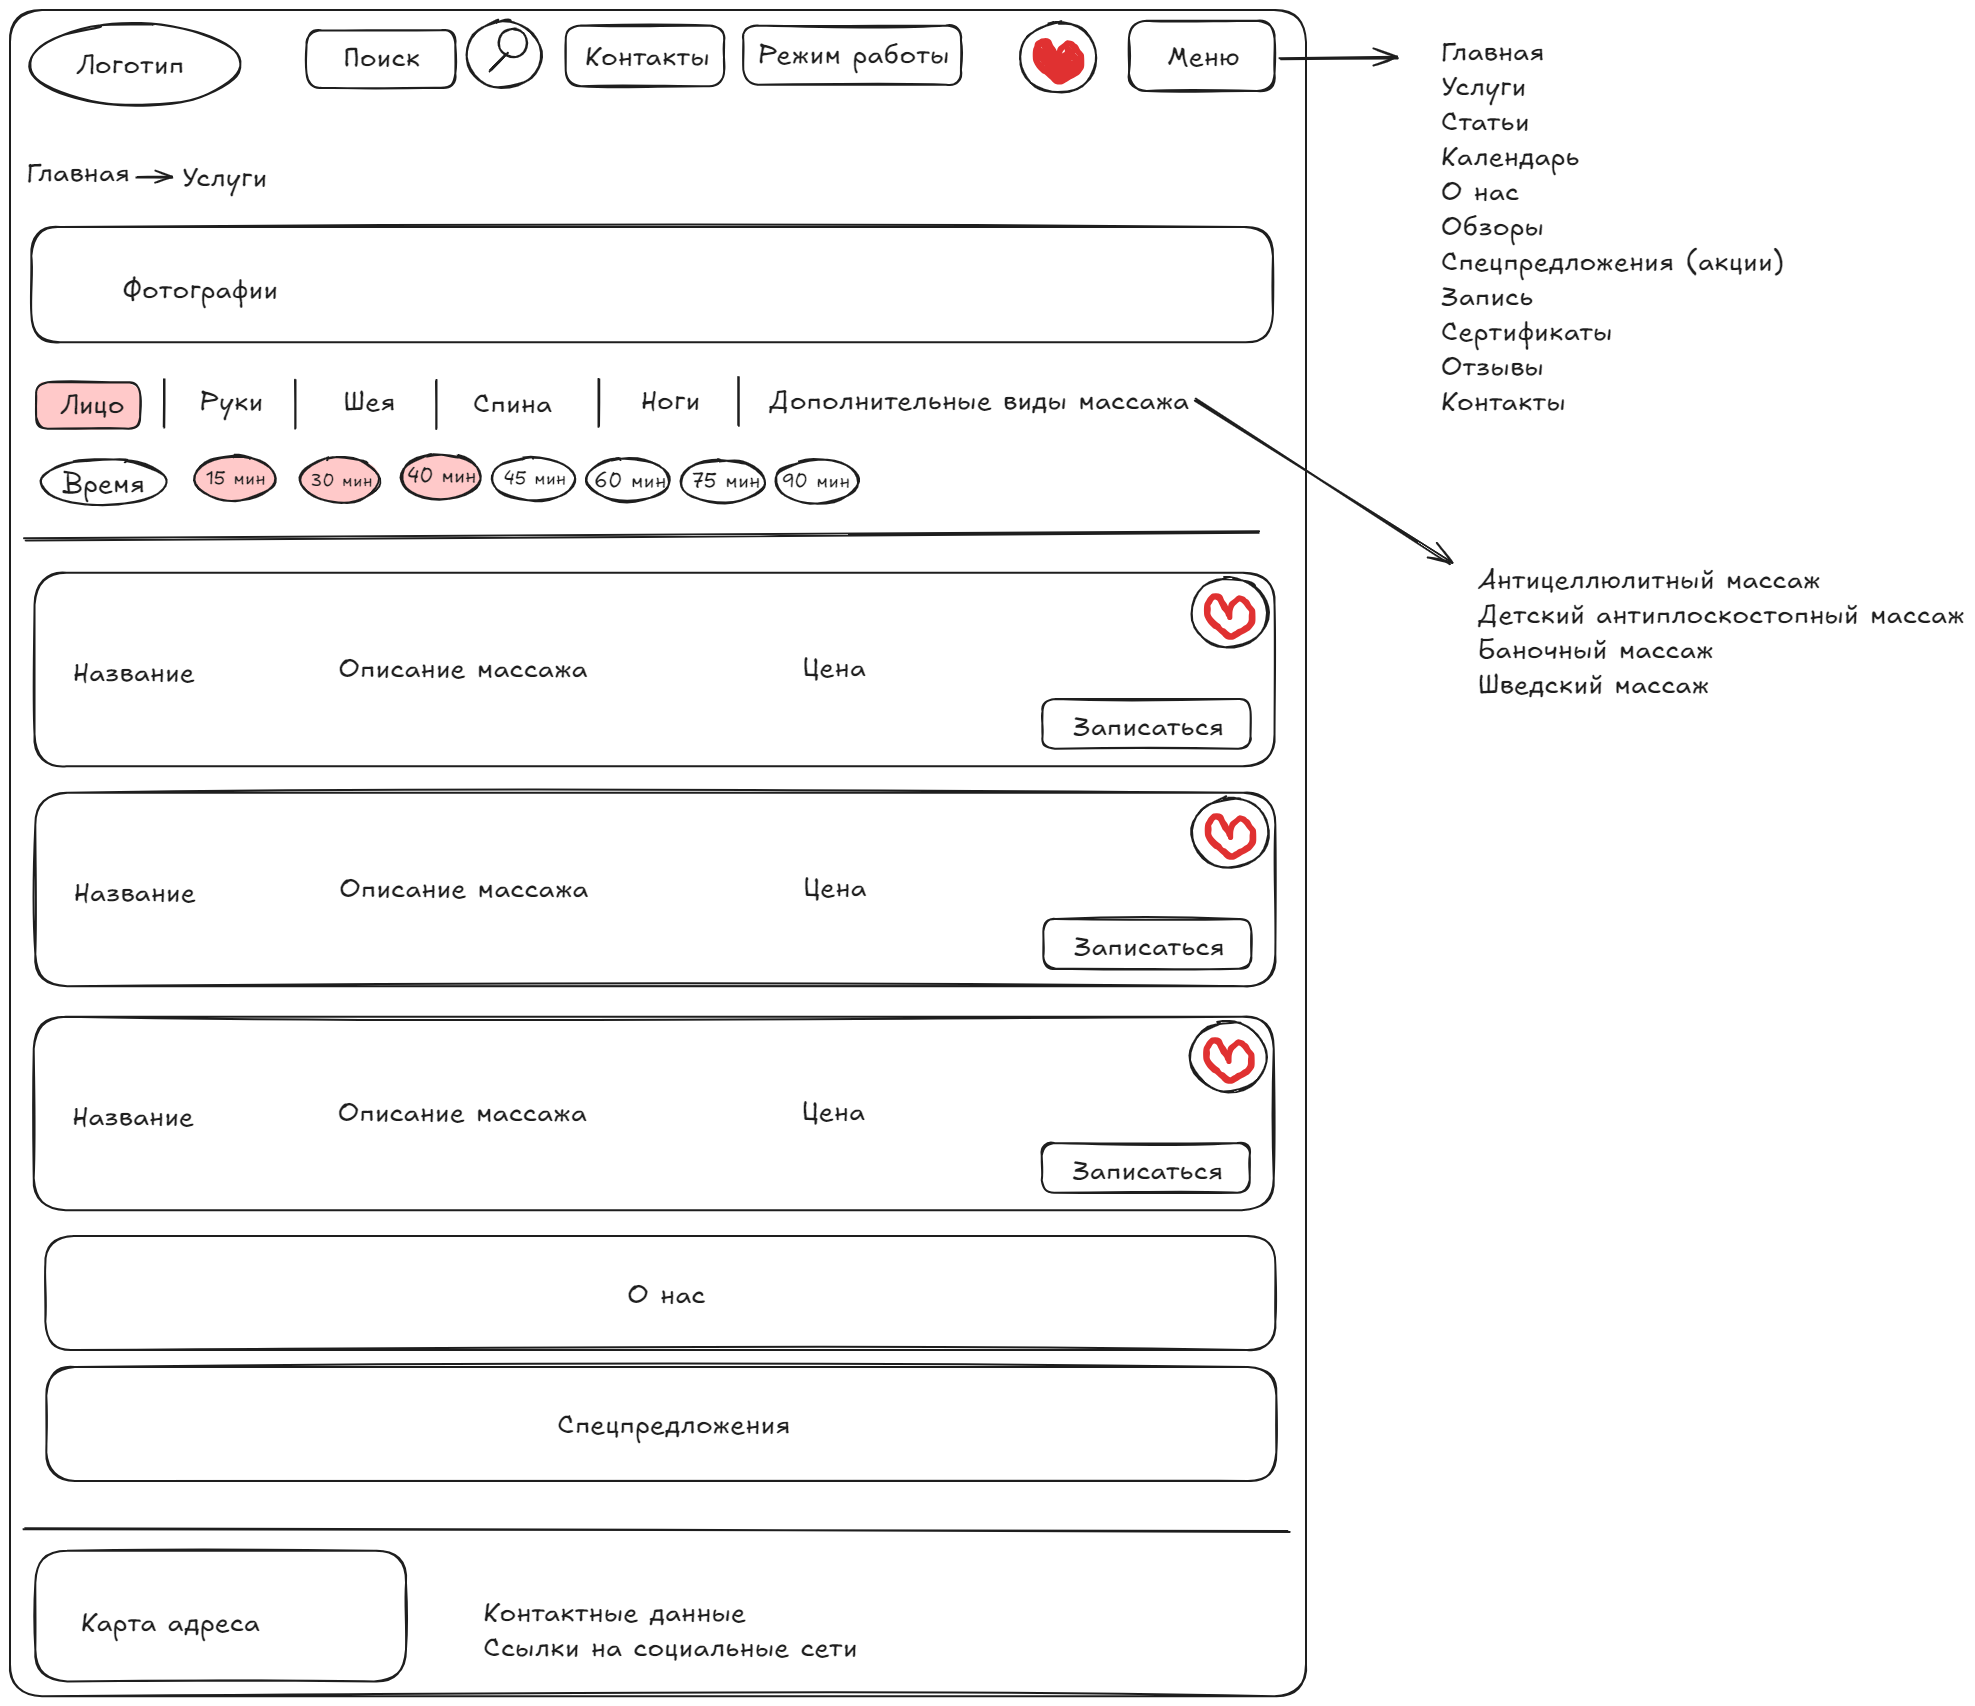 Логотип
Поиск
Контакты
Режим работы
Меню
Главная
Услуги
Статьи
Календарь
О нас
Обзоры
Спецпредложения (акции)
Запись
Сертификаты
Отзывы
Контакты
Главная
Услуги
Фотографии
Лицо
Руки
Шея
Спина
Ноги
Дополнительные виды массажа
Время
15 мин
30 мин
40 мин
45 мин
60 мин
75 мин
90 мин
Антицеллюлитный массаж
Детский антиплоскостопный массаж
Баночный массаж
Шведский массаж
Название
Описание массажа
Цена
Записаться
Название
Описание массажа
Цена
Записаться
Название
Описание массажа
Цена
Записаться
О нас
Спецпредложения
Карта адреса
Контактные данные
Ссылки на социальные сети